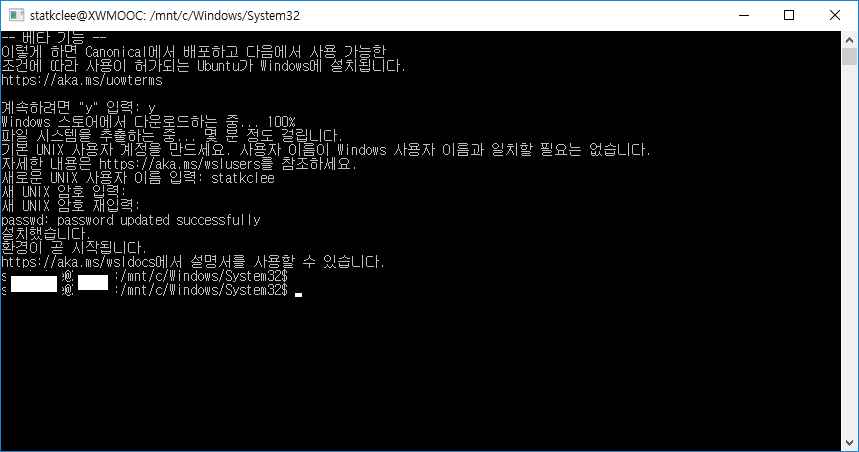 statkclee@XWMOOC: /mnt/c/Windows/System32
-- 베타 기능 --
이렇게 하면 Canonical에서 배포하고 다음에서 사용 가능한
조건에 따라 사용이 허가되는 Ubuntu가 Windows에 설치됩니다.
https://aka.ms/uowterms
계속하려면 "y" 입력: y
Windows 스토어에서 다운로드하는 중... 100%
파일 시스템을 추출하는 중... 몇 분 정도 걸립니다.
기본 UNIX 사용자 계정을 만드세요. 사용자 이름이 Windows 사용자 이름과 일치할 필요는 없습니다.
자세한 내용은 https://aka.ms/wslusers를 참조하세요.
새로운 UNIX 사용자 이름 입력: statkclee
새 UNIX 암호 입력:
새 UNIX 암호 재입력:
passwd: password updated successfully
설치했습니다.
환경이 곧 시작됩니다.
https://aka.ms/wsldocs에서 설명서를 사용할 수 있습니다.
:/mnt/c/Windows/System32$
:/mnt/c/Windows/System32$